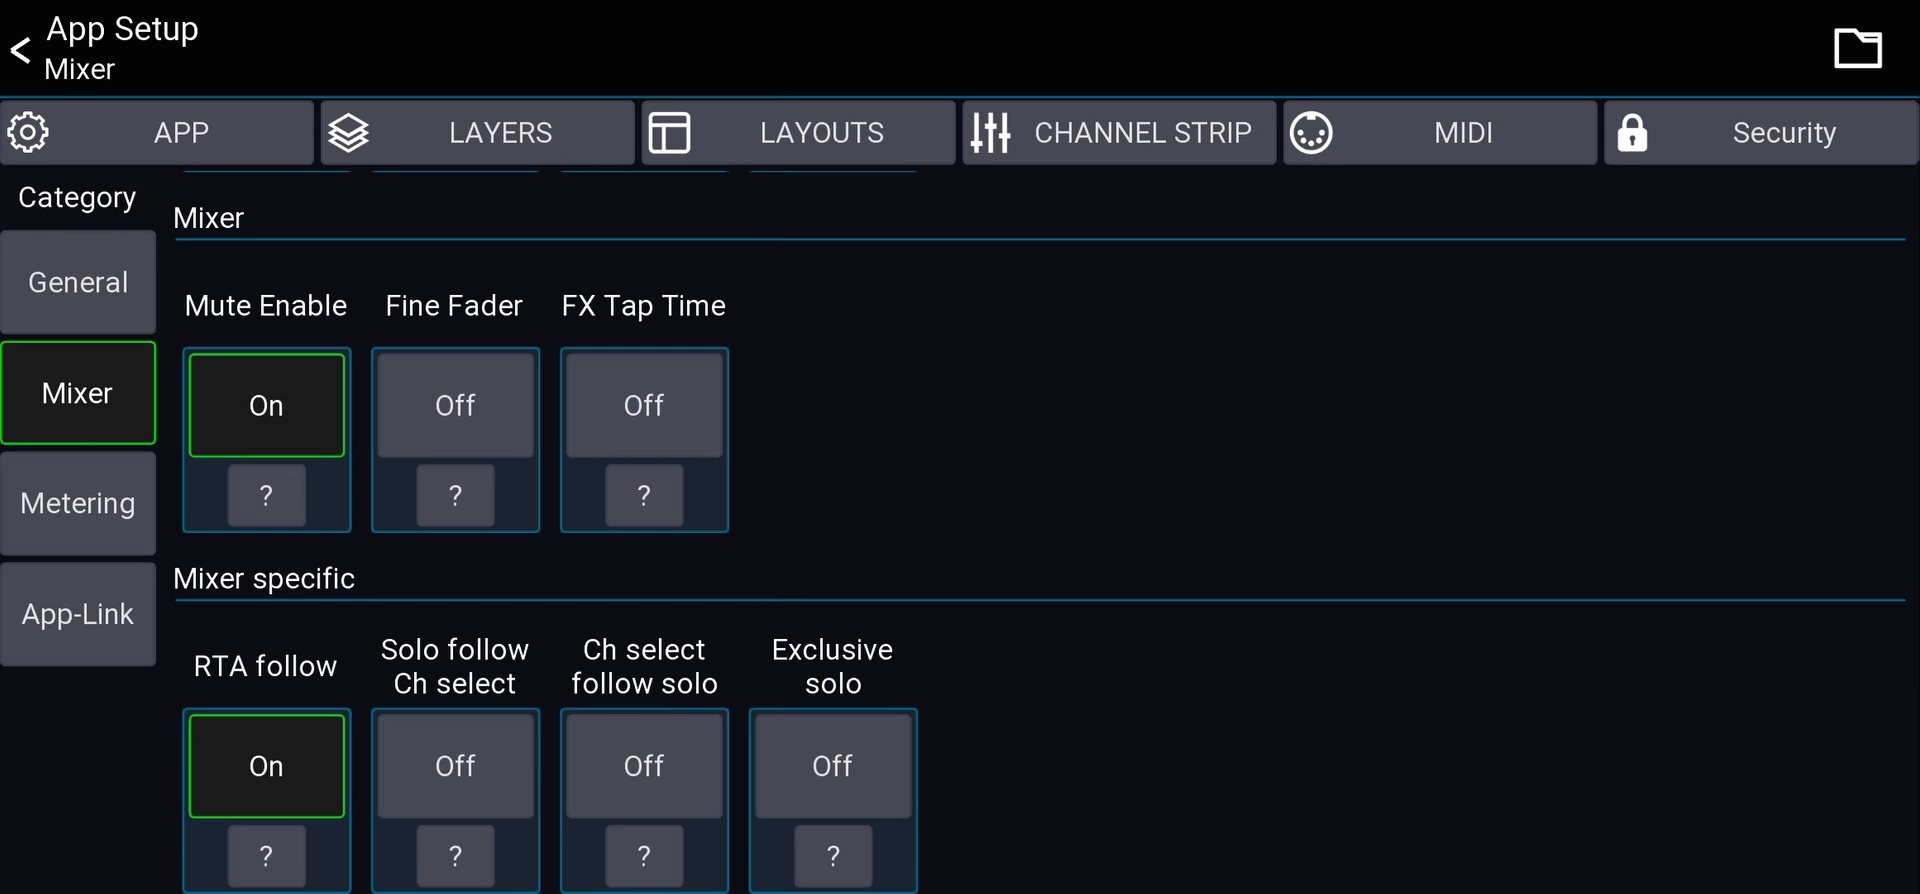 App Setup
Mixer
APP
LAYERS
LAYOUTS
CHANNEL STRIP
MIDI
Security
Category
General
Mixer
Metering
App-Link
Mixer
Mute Enable
Fine Fader
FX Tap Time
On
Off
Off
?
?
?
Mixer specific
RTA follow
Solo follow
Ch select
Ch select
follow solo
Exclusive
solo
On
Off
Off
Off
?
?
?
?